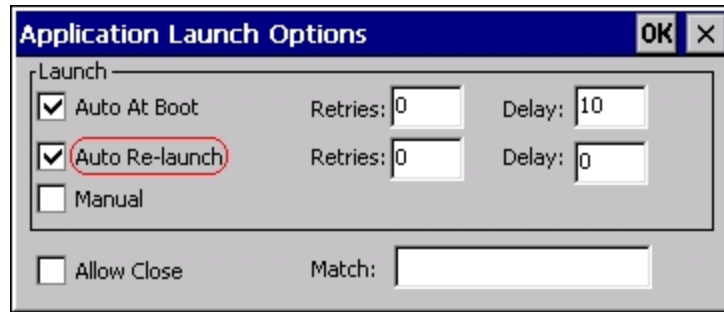 Application Launch Options OK ×
Launch
Auto At Boot Retries: 0 Delay: 10
Auto Re-launch Retries: 0 Delay: 0
Manual
Allow Close Match: